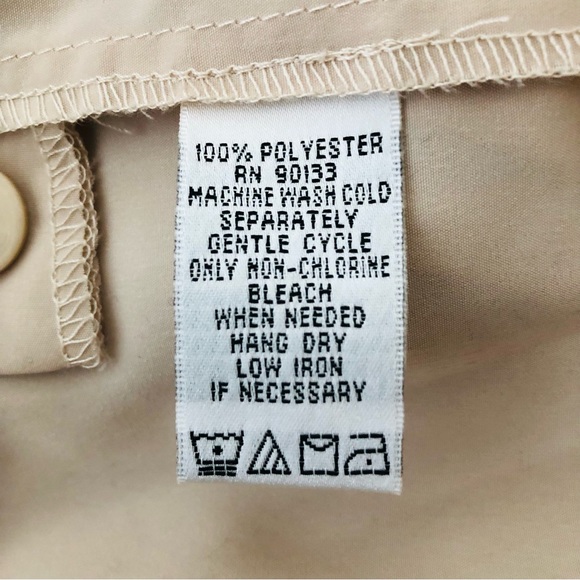 100% POLYESTER
RN 90133
MACHINE WASH COLD
SEPARATELY
GENTLE CYCLE
ONLY NON-CHLORINE
BLEACH
WHEN NEEDED
HANG DRY
LOW IRON
IF NECESSARY